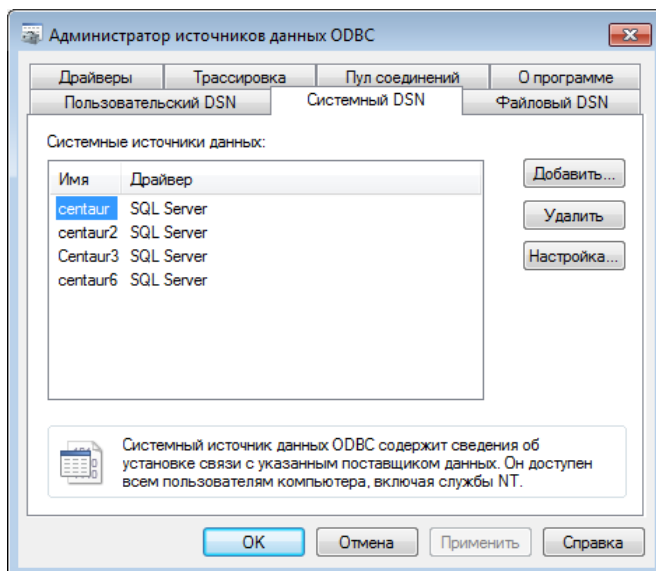 Администратор источников данных ODBC
Драйверы Трассировка Пул соединений О программе
Пользовательский DSN Системный DSN Файловый DSN
Системные источники данных:
Имя Драйвер
centaur SQL Server
centaur2 SQL Server
Centaur3 SQL Server
centaur6 SQL Server
Добавить...
Удалить
Настройка...
Системный источник данных ODBC содержит сведения об
установке связи с указанным поставщиком данных. Он доступен
всем пользователям компьютера, включая службы NT.
OK Отмена Применить Справка